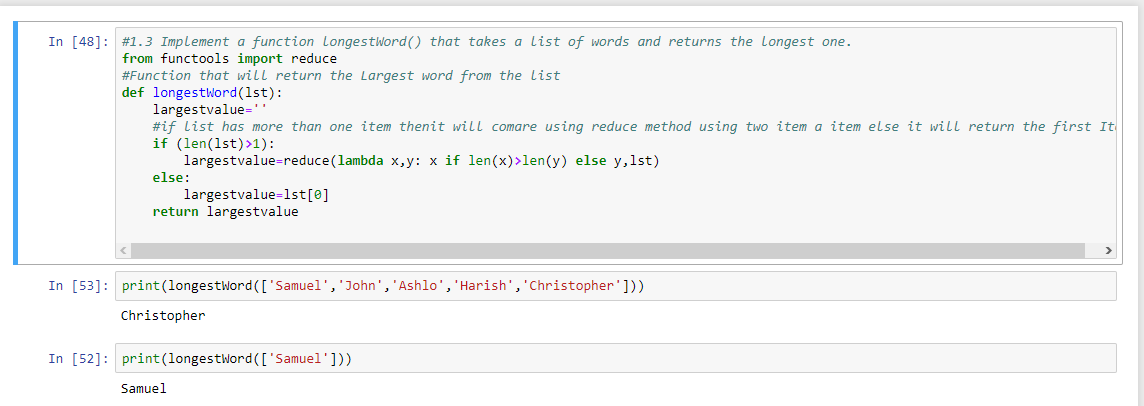 In [48]: #1.3 Implement a function longestWord() that takes a list of words and returns the longest one.
from functools import reduce
#Function that will return the Largest word from the list
def longestWord(lst):
    largestvalue=''
    #if list has more than one item thenit will comare using reduce method using two item a item else it will return the first
    if (len(lst)>1):
        largestvalue=reduce(lambda x,y: x if len(x)>len(y) else y,lst)
    else:
        largestvalue=lst[0]
    return largestvalue
In [53]: print(longestWord(['Samuel','John','Ashlo','Harish','Christopher']))
Christopher
In [52]: print(longestWord(['Samuel']))
Samuel